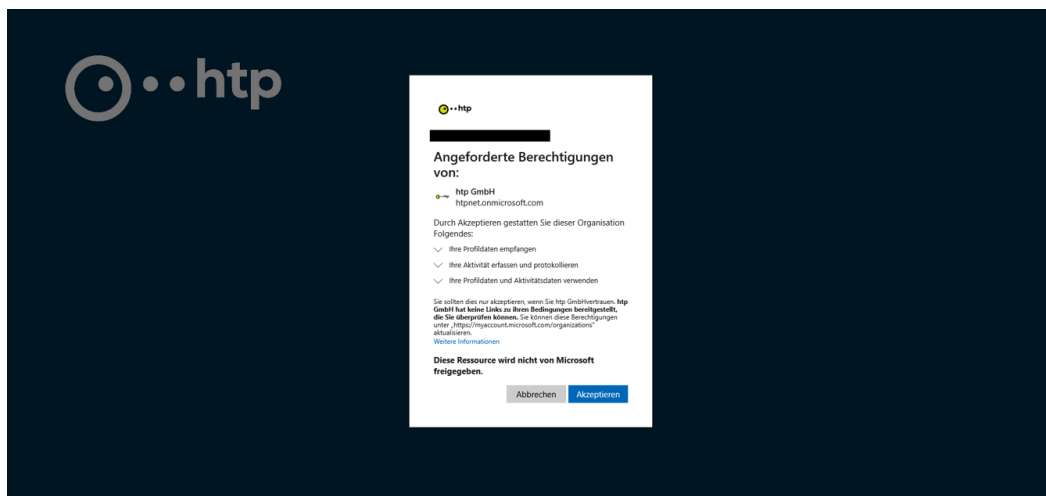 htp
htp
Angeforderte Berechtigungen
von:
htp GmbH
htpnet.onmicrosoft.com
Durch Akzeptieren gestatten Sie dieser Organisation
Folgendes:
Ihre Profildaten empfangen
Ihre Aktivität erfassen und protokollieren
Ihre Profildaten und Aktivitätsdaten verwenden
Sie sollten dies nur akzeptieren, wenn Sie htp GmbHvertrauen. htp
GmbH hat keine Links zu ihren Bedingungen bereitgestellt,
die Sie überprüfen können. Sie können diese Berechtigungen
unter „https://myaccount.microsoft.com/organizations"
aktualisieren.
Weitere Informationen
Diese Ressource wird nicht von Microsoft
freigegeben.
Abbrechen Akzeptieren